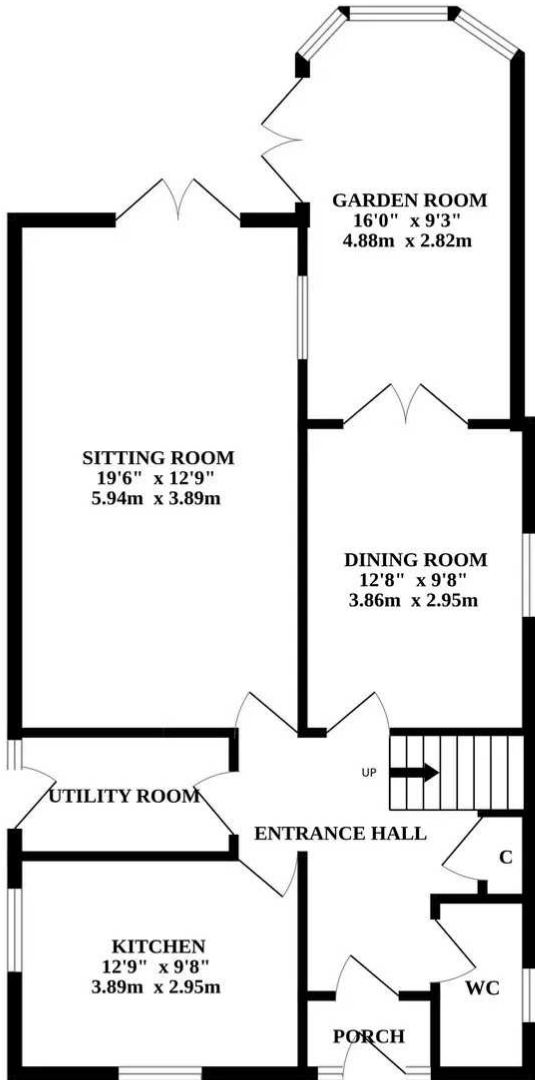 GARDEN ROOM
16'0" x 9'3"
4.88m x 2.82m
SITTING ROOM
19'6" x 12'9"
5.94m x 3.89m
DINING ROOM
12'8" x 9'8"
3.86m x 2.95m
UP
UTILITY ROOM
ENTRANCE HALL
C
KITCHEN
12'9" x 9'8"
3.89m x 2.95m
WC
PORCH